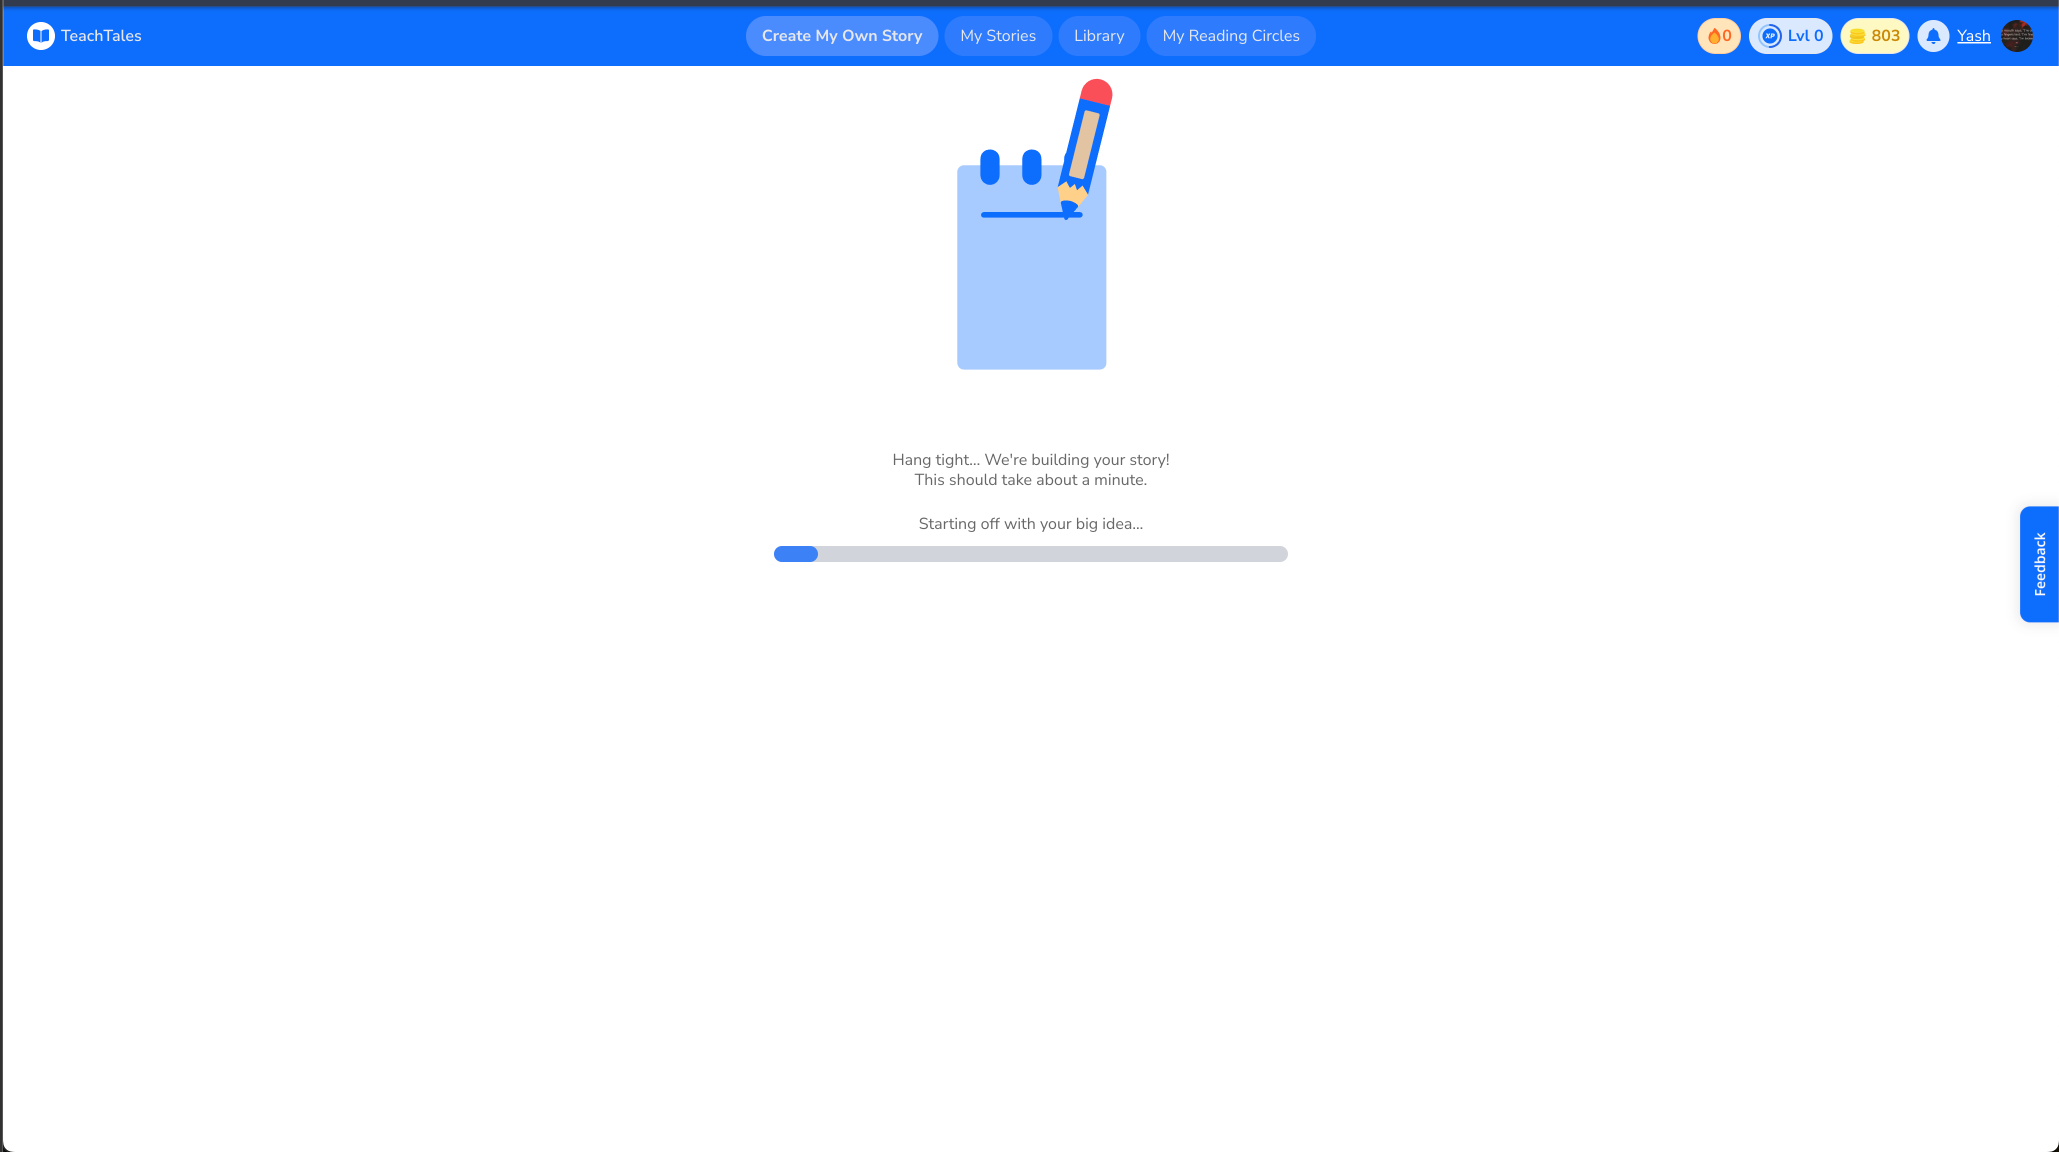 TeachTales
Create My Own Story
My Stories
Library
My Reading Circles
0
XP
Lvl 0
803
Yash
Hang tight... We're building your story!
This should take about a minute.
Starting off with your big idea...
Feedback